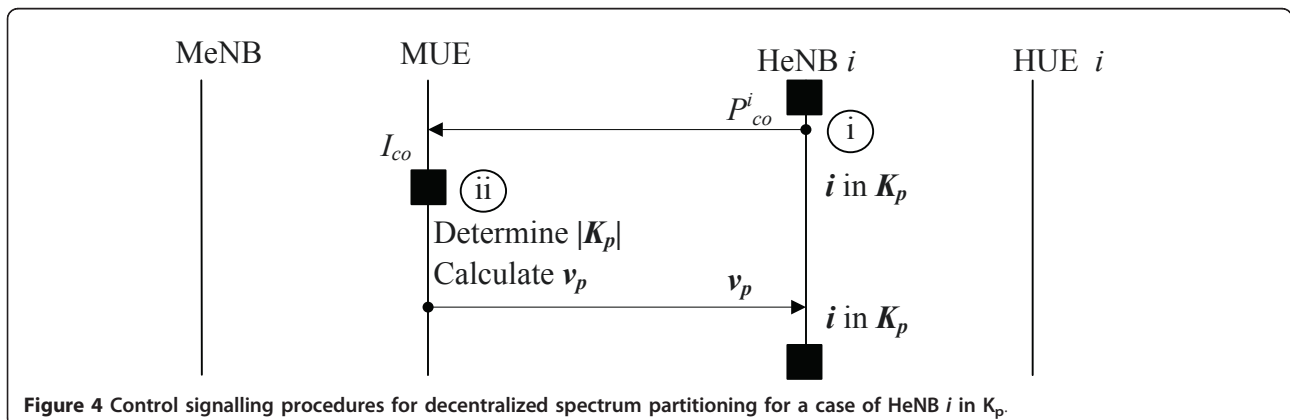 MeNB MUE HeNB i HUE i
P^i_co
i
I_co
ii
i in K_p
Determine |K_p|
Calculate v_p
v_p
i in K_p
Figure 4 Control signalling procedures for decentralized spectrum partitioning for a case of HeNB i in K_p.